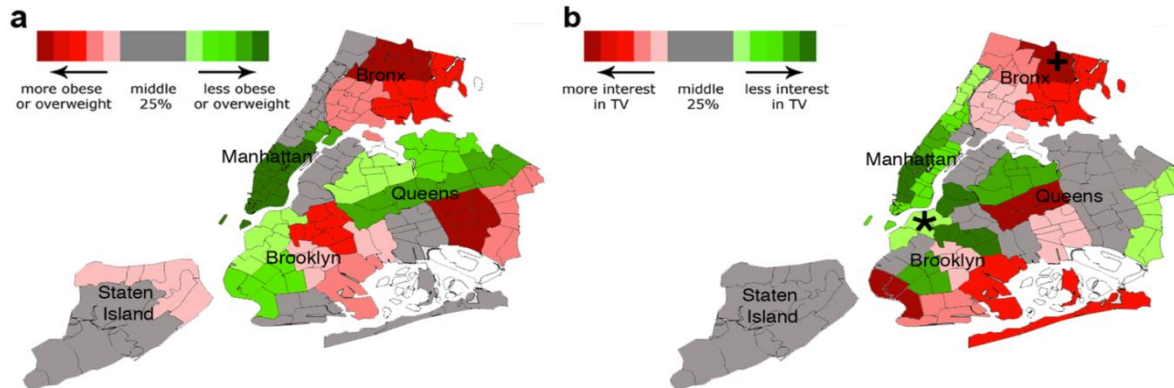 a
more obese
or overweight
middle
25%
less obese
or overweight
Bronx
Manhattan
Queens
Brooklyn
Staten
Island
b
more interest
in TV
middle
25%
less interest
in TV
Bronx
+
Manhattan
Queens
*
Brooklyn
Staten
Island